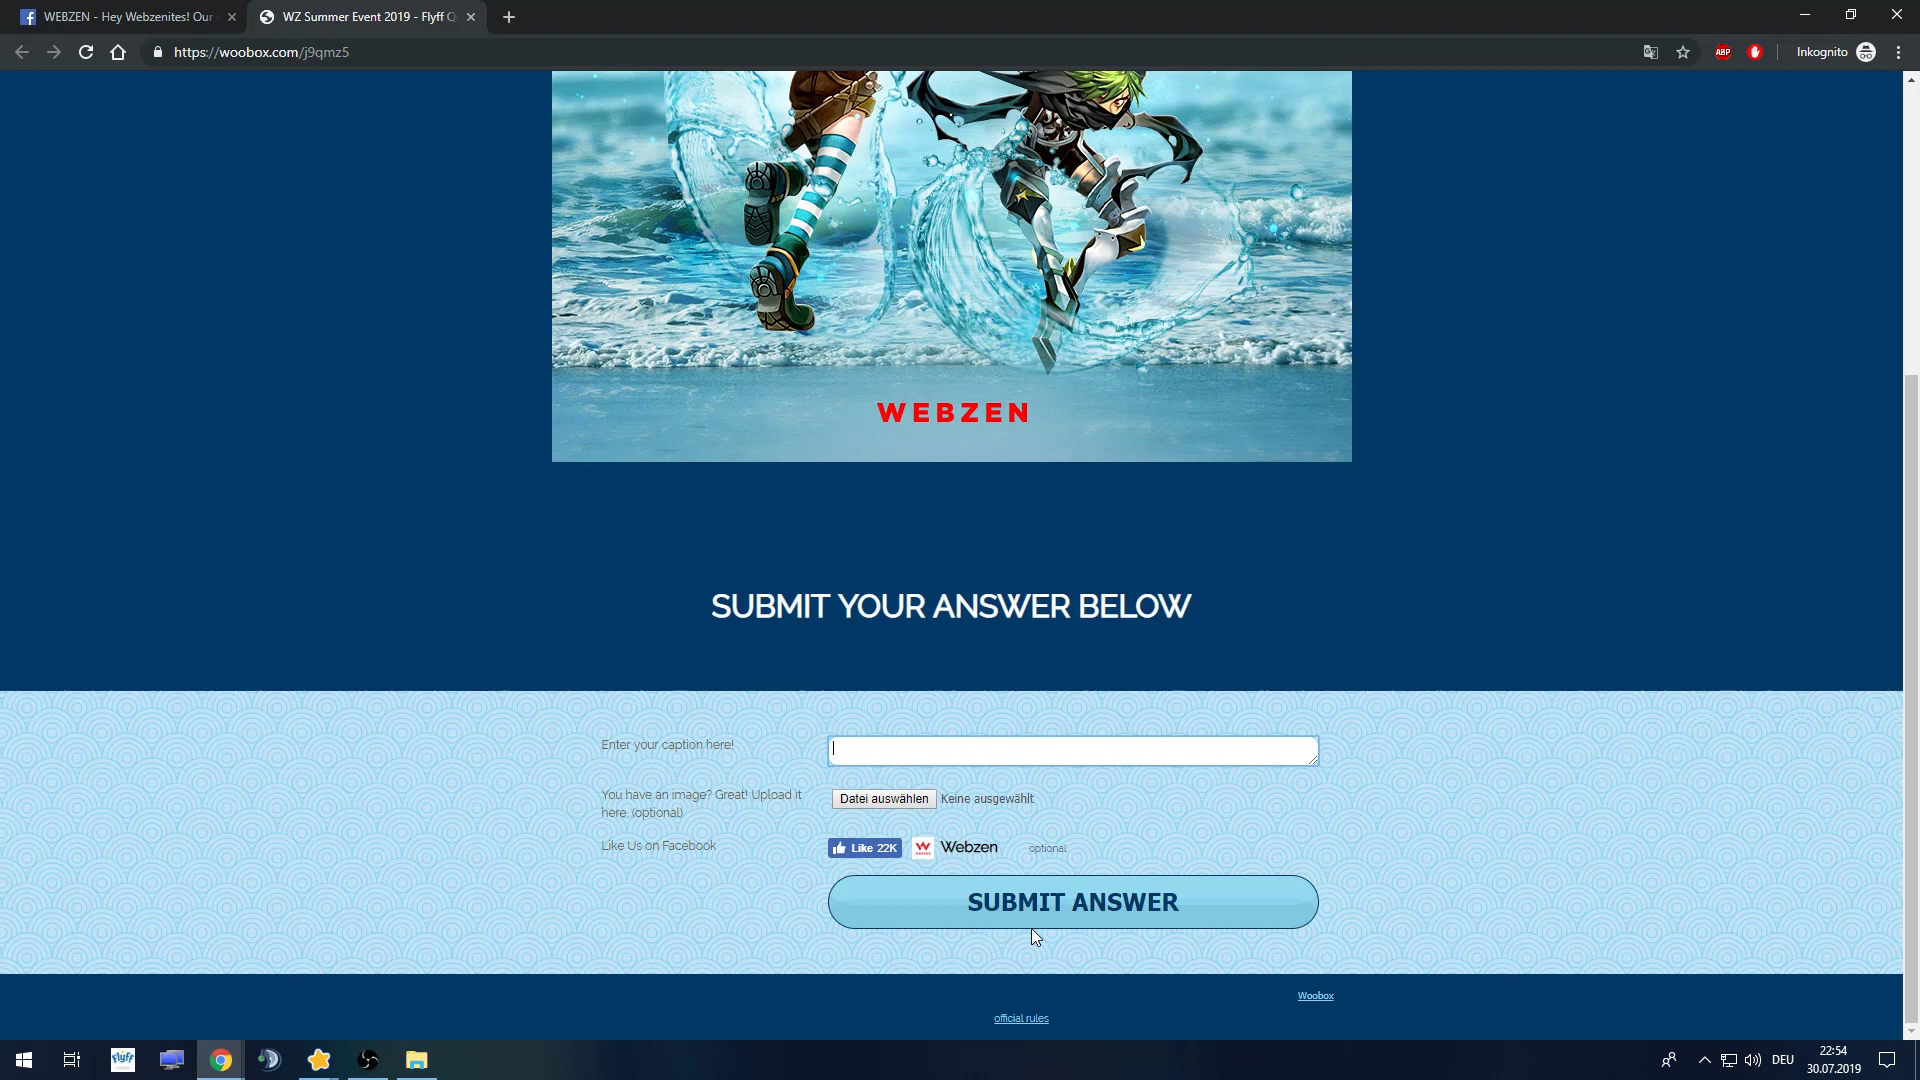 WEBZEN - Hey Webzenites! Our
WZ Summer Event 2019 - Flyff Q
https://woobox.com/j9qmz5
ABP
Inkognito
WEBZEN
SUBMIT YOUR ANSWER BELOW
Enter your caption here!
You have an image? Great! Upload it
here. (optional)
Datei auswählen Keine ausgewählt
Like Us on Facebook
Like 22K
Webzen
optional
SUBMIT ANSWER
Woobox
official rules
Flyff
DEU
22:54
30.07.2019